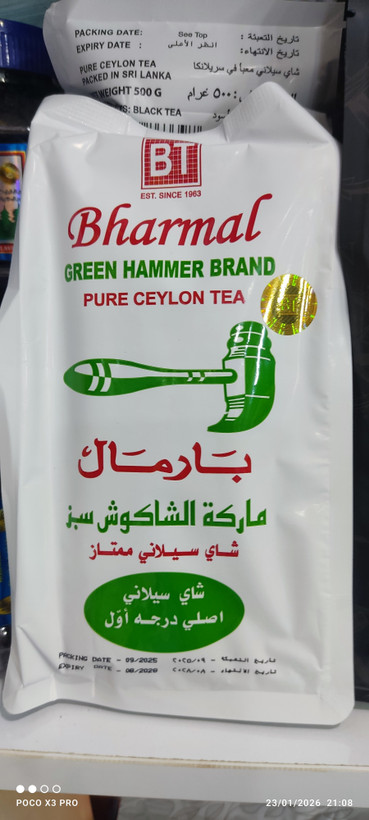 PACKING DATE: See Top تاريخ التعبئة :
EXPIRY DATE : انظر الأعلى تاريخ الانتهاء:
PURE CEYLON TEA شاي سيلاني معبأ في سريلانكا
PACKED IN SRI LANKA
WEIGHT 500 G ٥٠٠ غرام
BLACK TEA
BT
EST. SINCE 1963
Bharmal
GREEN HAMMER BRAND
PURE CEYLON TEA
بارمال
ماركة الشاكوش سبز
شاي سيلاني ممتاز
شاي سيلاني
اصلي درجه أوّل
PACKING DATE - 09/2025 ٢٠٢٥/٠٩ - تاريخ التعبئة
EXPIRY DATE - 08/2028 ٢٠٢٨/٠٨ - تاريخ الانتهاء
POCO X3 PRO
23/01/2026 21:08